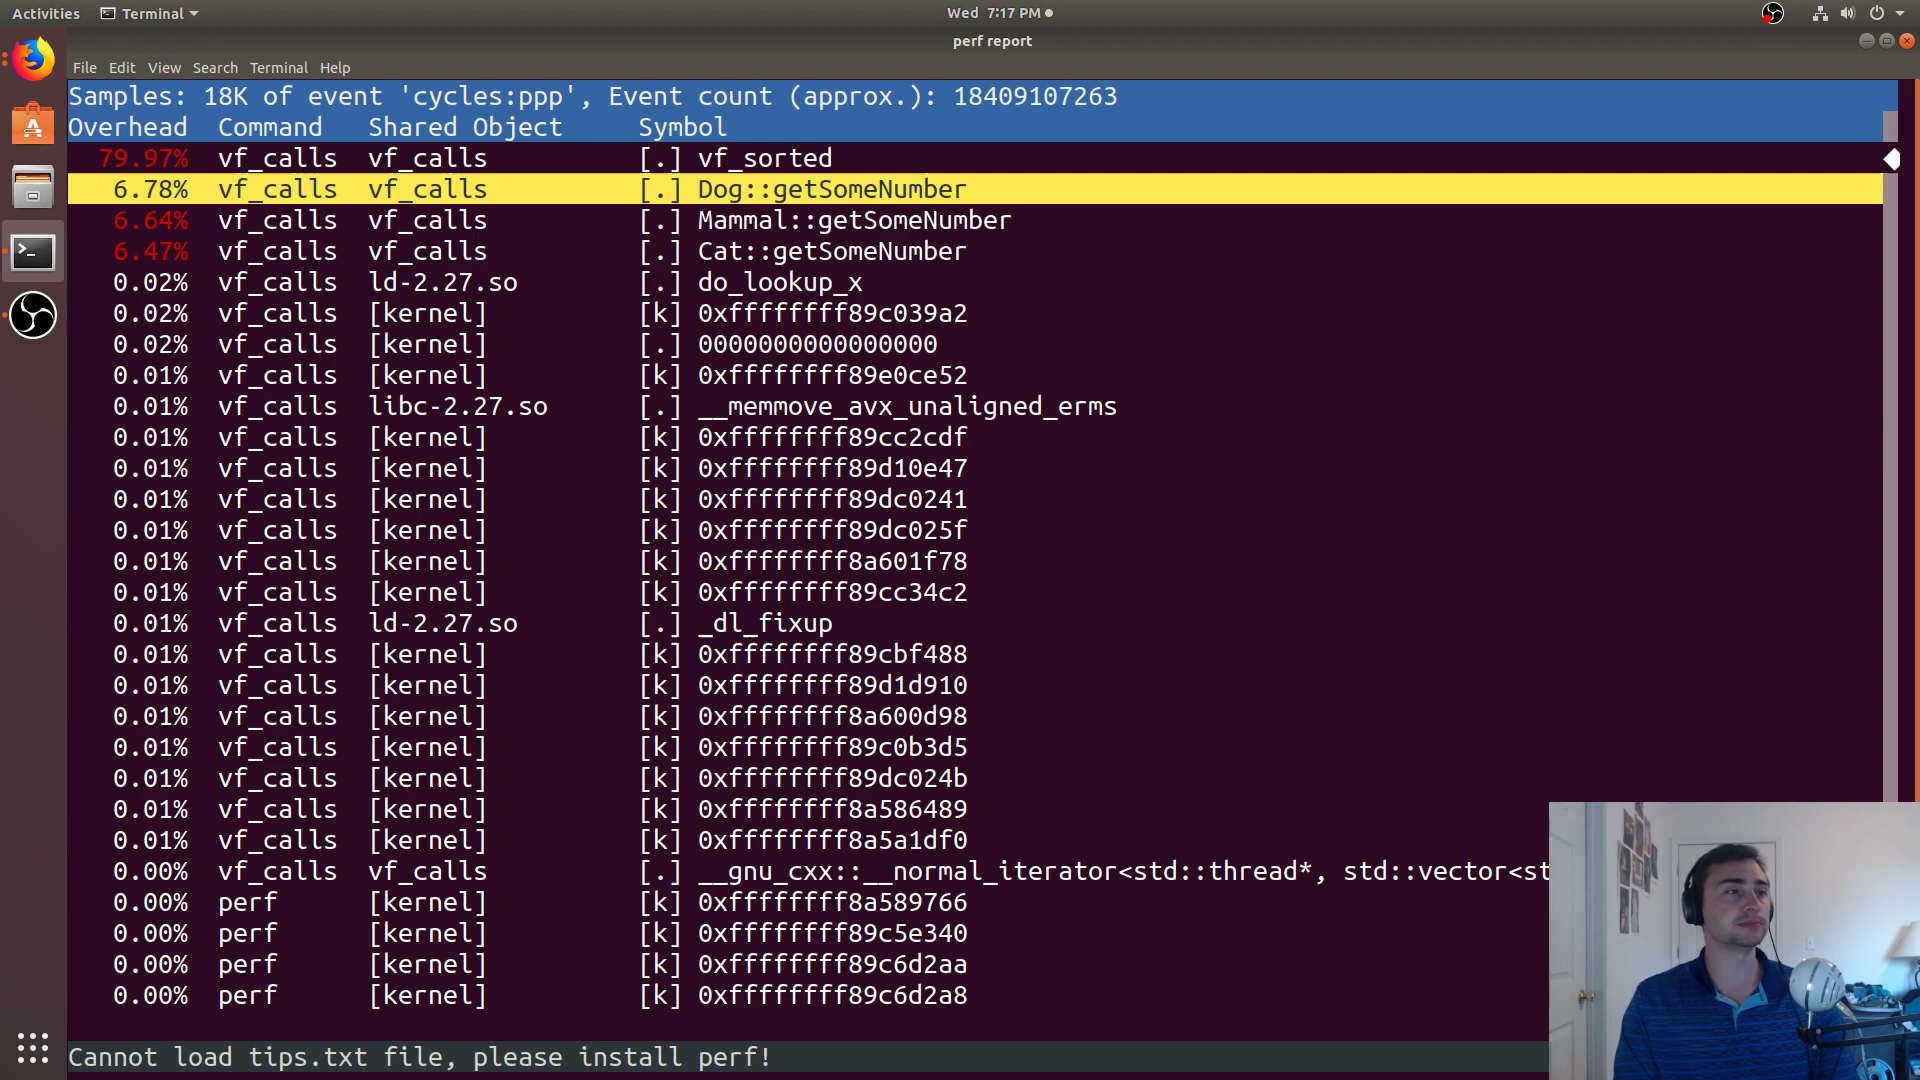 Activities Terminal Wed 7:17 PM
perf report
File Edit View Search Terminal Help
Samples: 18K of event 'cycles:ppp', Event count (approx.): 18409107263
Overhead Command Shared Object Symbol
79.97% vf_calls vf_calls [.] vf_sorted
6.78% vf_calls vf_calls [.] Dog::getSomeNumber
6.64% vf_calls vf_calls [.] Mammal::getSomeNumber
6.47% vf_calls vf_calls [.] Cat::getSomeNumber
0.02% vf_calls ld-2.27.so [.] do_lookup_x
0.02% vf_calls [kernel] [k] 0xffffffff89c039a2
0.02% vf_calls [kernel] [.] 0000000000000000
0.01% vf_calls [kernel] [k] 0xffffffff89e0ce52
0.01% vf_calls libc-2.27.so [.] __memmove_avx_unaligned_erms
0.01% vf_calls [kernel] [k] 0xffffffff89cc2cdf
0.01% vf_calls [kernel] [k] 0xffffffff89d10e47
0.01% vf_calls [kernel] [k] 0xffffffff89dc0241
0.01% vf_calls [kernel] [k] 0xffffffff89dc025f
0.01% vf_calls [kernel] [k] 0xffffffff8a601f78
0.01% vf_calls [kernel] [k] 0xffffffff89cc34c2
0.01% vf_calls ld-2.27.so [.] _dl_fixup
0.01% vf_calls [kernel] [k] 0xffffffff89cbf488
0.01% vf_calls [kernel] [k] 0xffffffff89d1d910
0.01% vf_calls [kernel] [k] 0xffffffff8a600d98
0.01% vf_calls [kernel] [k] 0xffffffff89c0b3d5
0.01% vf_calls [kernel] [k] 0xffffffff89dc024b
0.01% vf_calls [kernel] [k] 0xffffffff8a586489
0.01% vf_calls [kernel] [k] 0xffffffff8a5a1df0
0.00% vf_calls vf_calls [.] __gnu_cxx::__normal_iterator<std::thread*, std::vector<st
0.00% perf [kernel] [k] 0xffffffff8a589766
0.00% perf [kernel] [k] 0xffffffff89c5e340
0.00% perf [kernel] [k] 0xffffffff89c6d2aa
0.00% perf [kernel] [k] 0xffffffff89c6d2a8
Cannot load tips.txt file, please install perf!